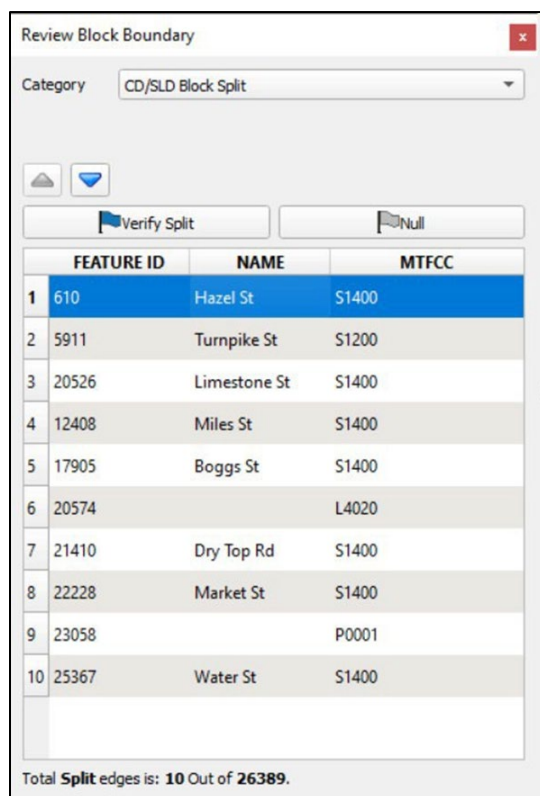 Review Block Boundary x
Category CD/SLD Block Split
Verify Split Null
FEATURE ID NAME MTFCC
1 610 Hazel St S1400
2 5911 Turnpike St S1200
3 20526 Limestone St S1400
4 12408 Miles St S1400
5 17905 Boggs St S1400
6 20574 L4020
7 21410 Dry Top Rd S1400
8 22228 Market St S1400
9 23058 P0001
10 25367 Water St S1400
Total Split edges is: 10 Out of 26389.